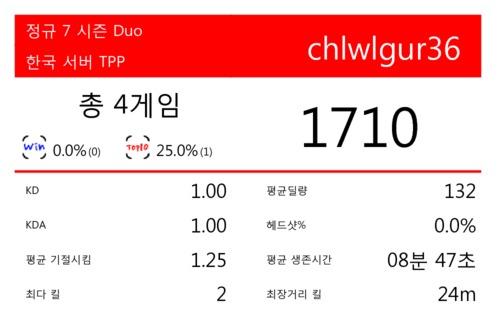 정규 7 시즌 Duo
한국 서버 TPP
chlwlgur36
총 4게임
Win 0.0% (0)
TOP10 25.0% (1)
1710
KD 1.00
평균딜량 132
KDA 1.00
헤드샷% 0.0%
평균 기절시킴 1.25
평균 생존시간 08분 47초
최다 킬 2
최장거리 킬 24m